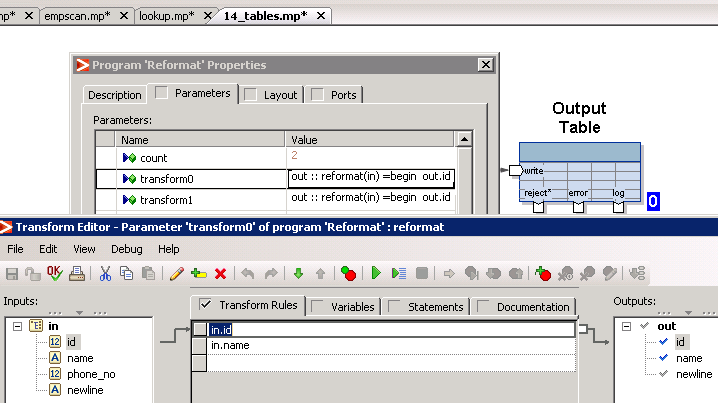 np* × empscan.mp* × lookup.mp* × 14_tables.mp* ×
Program 'Reformat' Properties
Description Parameters Layout Ports
Parameters:
Name Value
count 2
transform0 out :: reformat(in) =begin out.id
transform1 out :: reformat(in) =begin out.id
Output
Table
write
reject* error log
0
Transform Editor - Parameter 'transform0' of program 'Reformat' : reformat
File Edit View Debug Help
OK
Inputs:
in
12 id
A name
12 phone_no
A newline
Transform Rules Variables Statements Documentation
in.id
in.name
Outputs:
out
id
name
newline